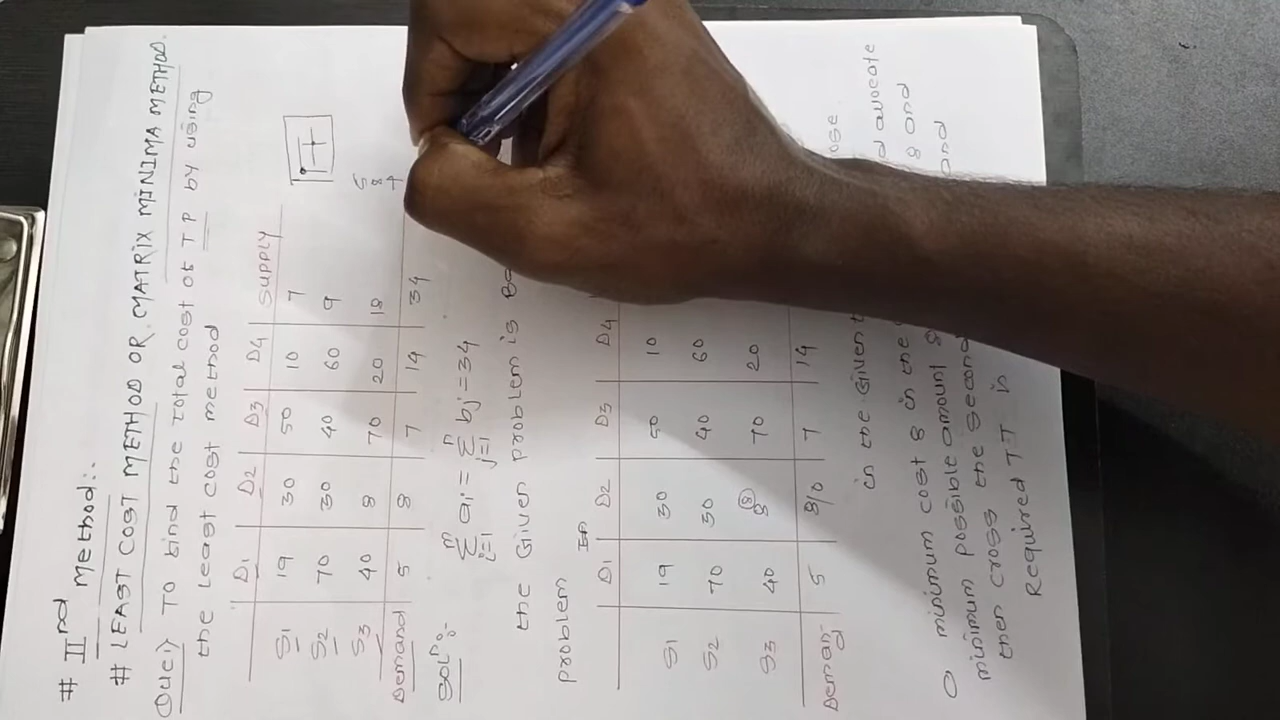 # IInd Method:-
# LEAST COST METHOD OR MATRIX MINIMA METHOD.
Que> TO find the total cost of TP by using
the least cost method
D1 D2 D3 D4 SUPPLY
S1 19 30 50 10 7
S2 70 30 40 60 9
S3 40 8 70 20 18
Demand 5 8 7 14 34
Soln:-
m Σ i=1 ai = n Σ j=1 bj = 34
the Given problem is
problem
D1 D2 D3 D4
S1 19 30 50 10
S2 70 30 40 60
S3 40 8 (8) 70 20
Deman-
d 5 8/0 7 14
in the Given
minimum cost 8 in the
minimum possible amount 8 and
then cross the second
Required T.T is